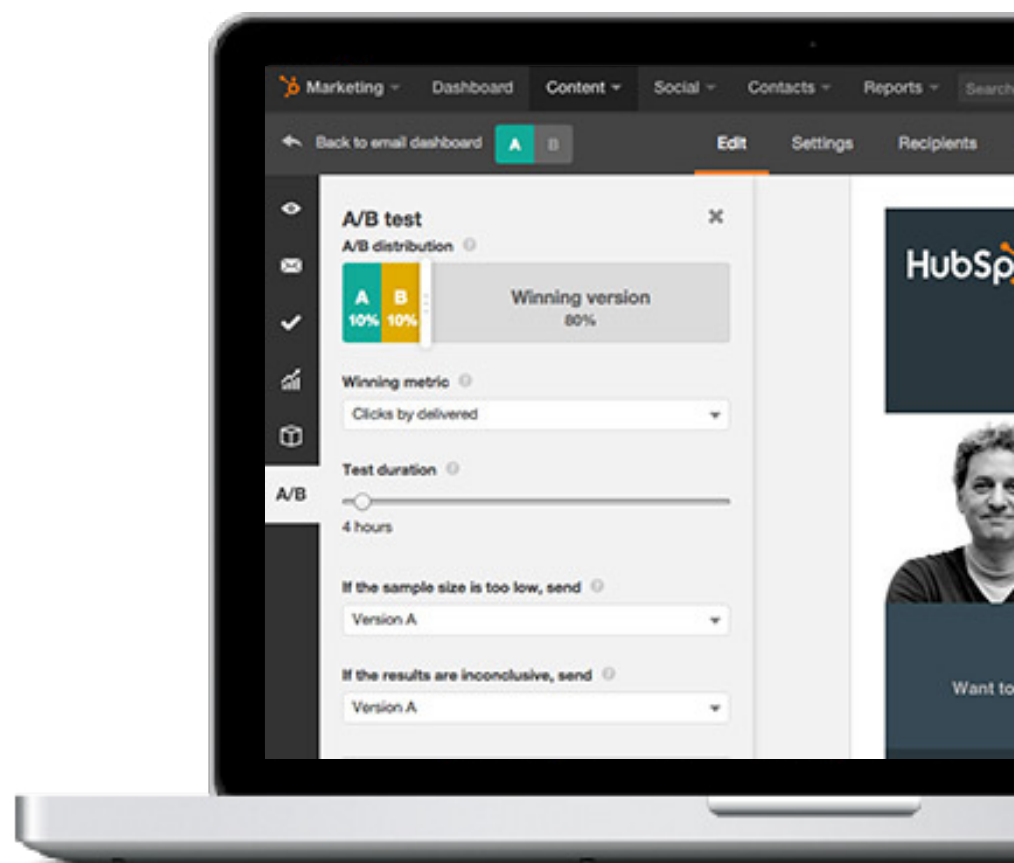 Marketing Dashboard Content Social Contacts Reports Search
Back to email dashboard A B Edit Settings Recipients
A/B test
A/B distribution
A B Winning version
10% 10% 80%
Winning metric
Clicks by delivered
Test duration
A/B
4 hours
If the sample size is too low, send
Version A
If the results are inconclusive, send
Version A
HubSp
Want to